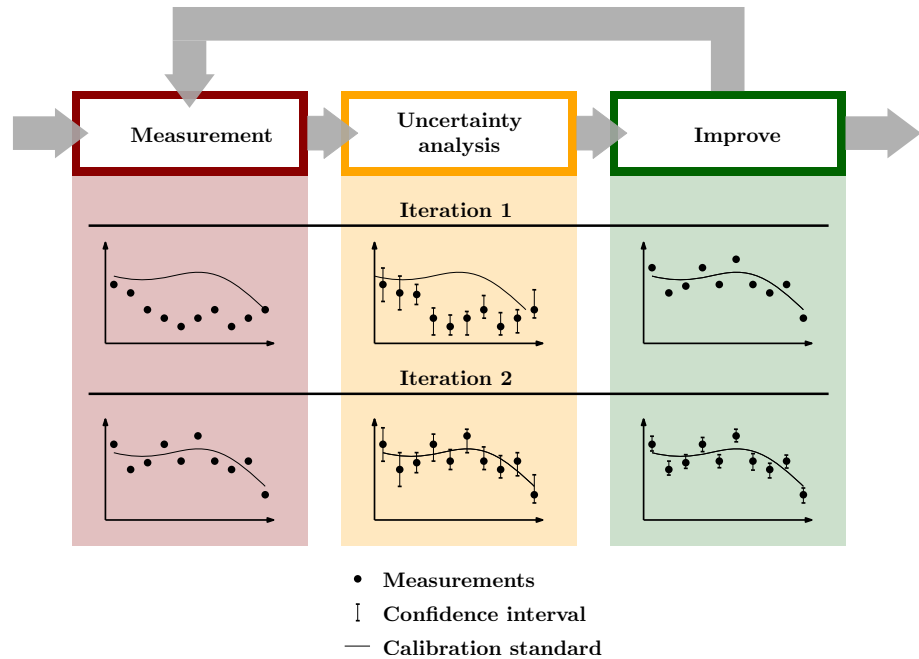 Measurement
Uncertainty
analysis
Improve
Iteration 1
Iteration 2
Measurements
Confidence interval
Calibration standard